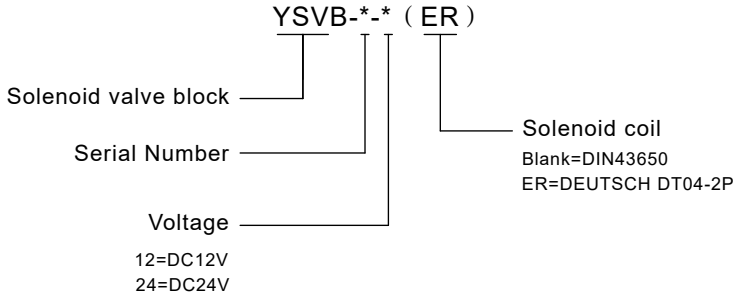 YSVB-*-* ( ER )
Solenoid valve block
Solenoid coil
Blank=DIN43650
ER=DEUTSCH DT04-2P
Serial Number
Voltage
12=DC12V
24=DC24V